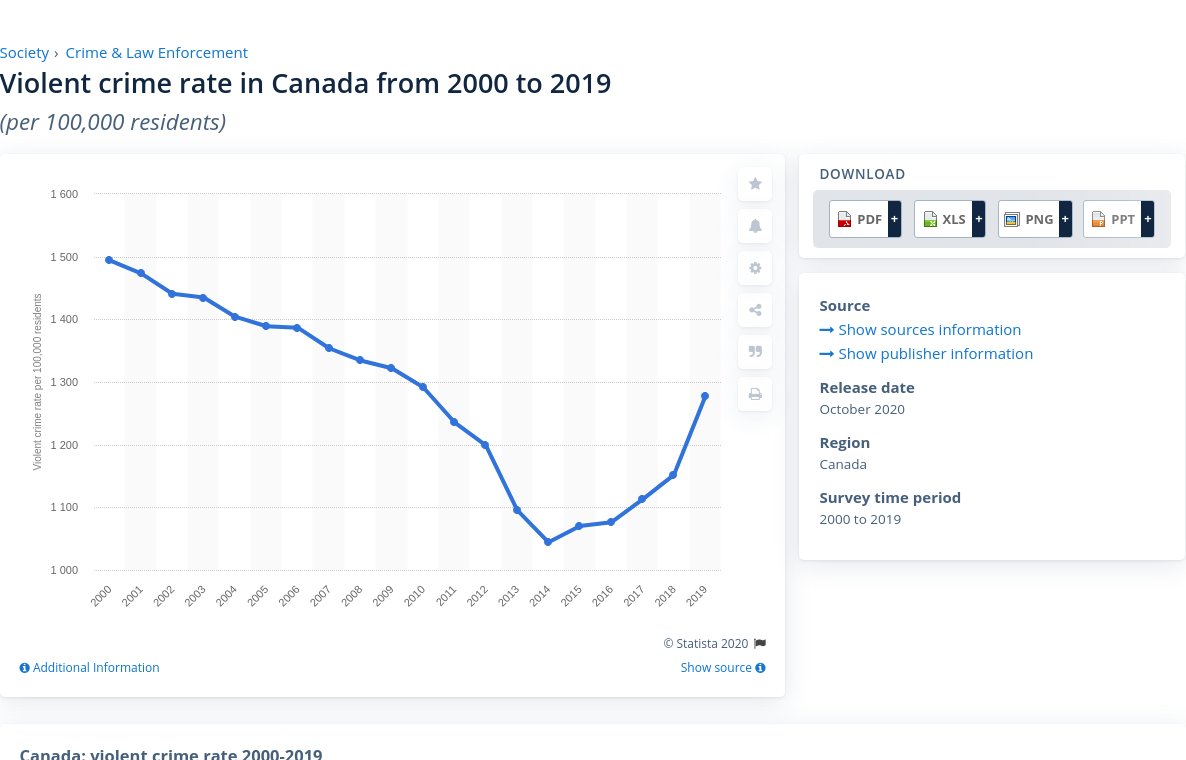 Society › Crime & Law Enforcement
Violent crime rate in Canada from 2000 to 2019
(per 100,000 residents)
Violent crime rate per 100,000 residents
1 600
1 500
1 400
1 300
1 200
1 100
1 000
2000 2001 2002 2003 2004 2005 2006 2007 2008 2009 2010 2011 2012 2013 2014 2015 2016 2017 2018 2019
© Statista 2020
Additional Information
Show source
DOWNLOAD
PDF + XLS + PNG + PPT +
Source
Show sources information
Show publisher information
Release date
October 2020
Region
Canada
Survey time period
2000 to 2019
Canada: violent crime rate 2000-2019